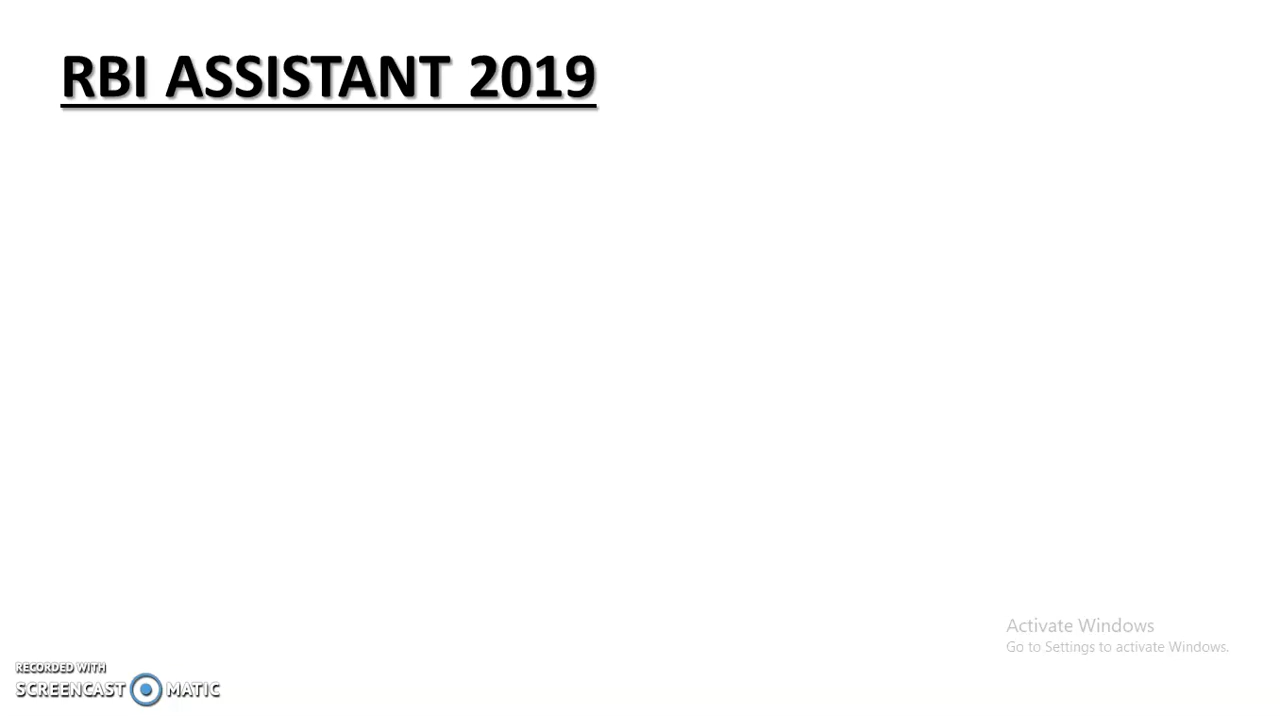 RBI ASSISTANT 2019
Activate Windows
Go to Settings to activate Windows.
RECORDED WITH
SCREENCAST MATIC